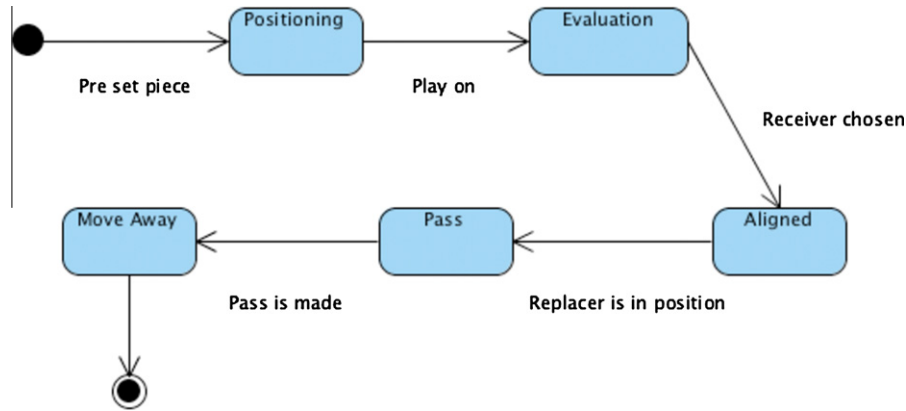 Positioning
Evaluation
Pre set piece
Play on
Receiver chosen
Move Away
Pass
Aligned
Pass is made
Replacer is in position